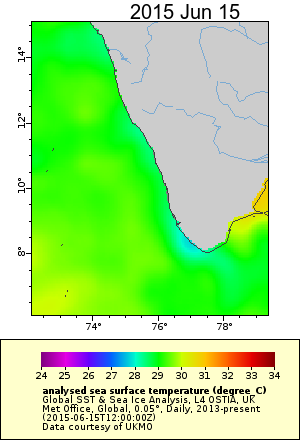 2015 Jun 15
14°
12°
10°
8°
74° 76° 78°
24 25 26 27 28 29 30 31 32 33 34
analysed sea surface temperature (degree_C)
Global SST & Sea Ice Analysis, L4 OSTIA, UK
Met Office, Global, 0.05°, Daily, 2013-present
(2015-06-15T12:00:00Z)
Data courtesy of UKMO